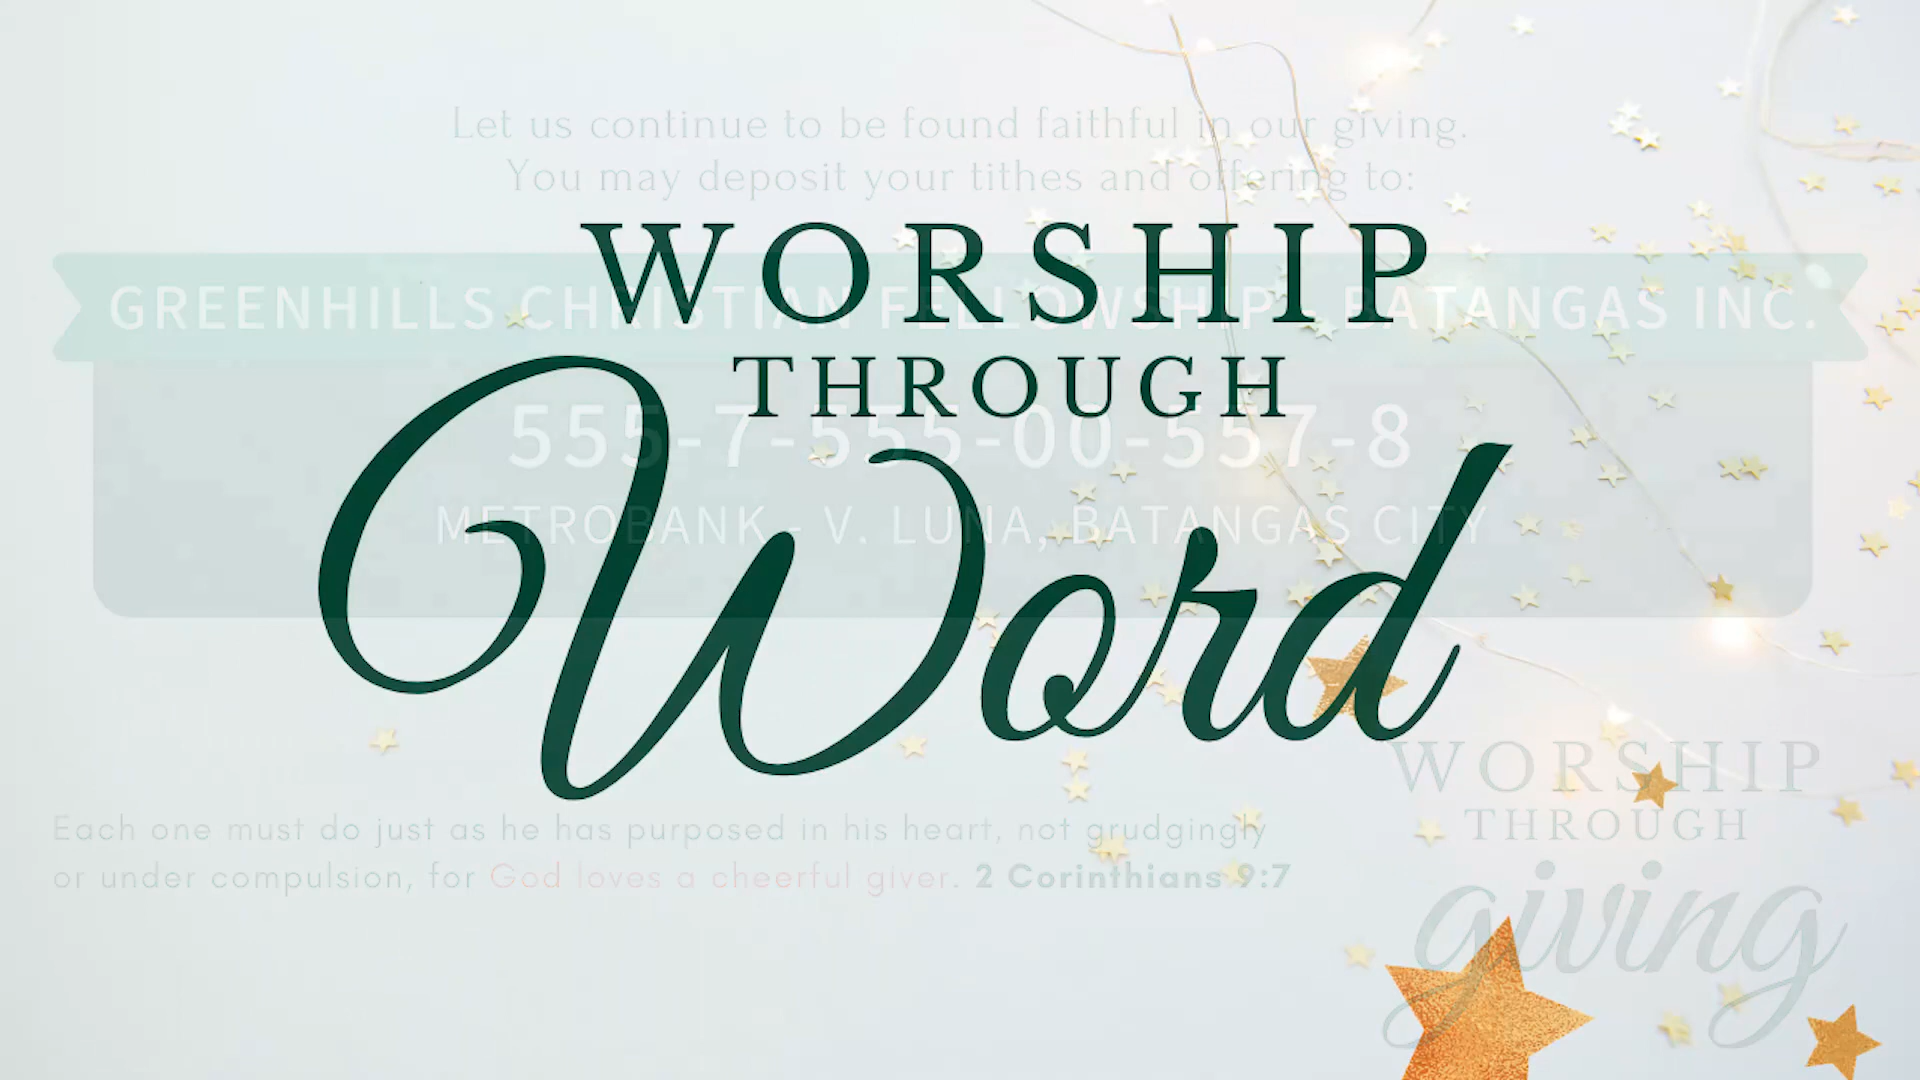 Let us continue to be found faithful in our giving.
You may deposit your tithes and offering to:
WORSHIP
GREENHILLS CHRISTIAN FELLOWSHIP - BATANGAS INC.
THROUGH
555-7-555-00-557-8
Word
METROBANK - V. LUNA, BATANGAS CITY
WORSHIP
THROUGH
giving
Each one must do just as he has purposed in his heart, not grudgingly
or under compulsion, for God loves a cheerful giver. 2 Corinthians 9:7